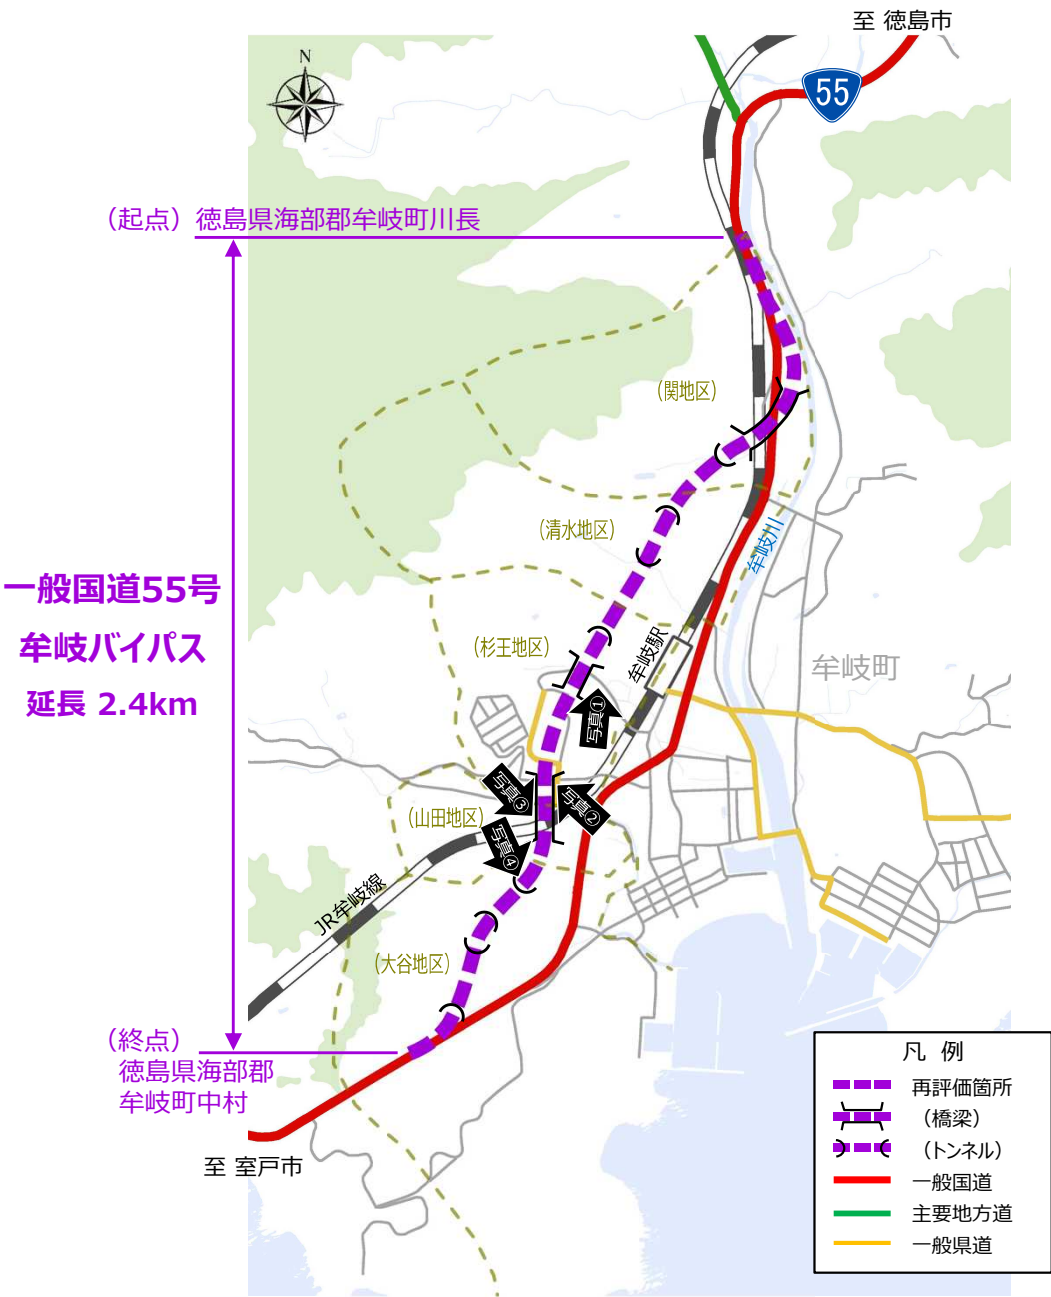 至 徳島市
N
55
(起点)徳島県海部郡牟岐町川長
(関地区)
(清水地区)
牟岐川
一般国道55号
牟岐バイパス
延長 2.4km
(杉王地区)
牟岐駅
牟岐町
写真①
写真③
写真②
(山田地区)
写真④
JR牟岐線
(大谷地区)
(終点)
徳島県海部郡
牟岐町中村
至 室戸市
凡 例
再評価箇所
(橋梁)
(トンネル)
一般国道
主要地方道
一般県道